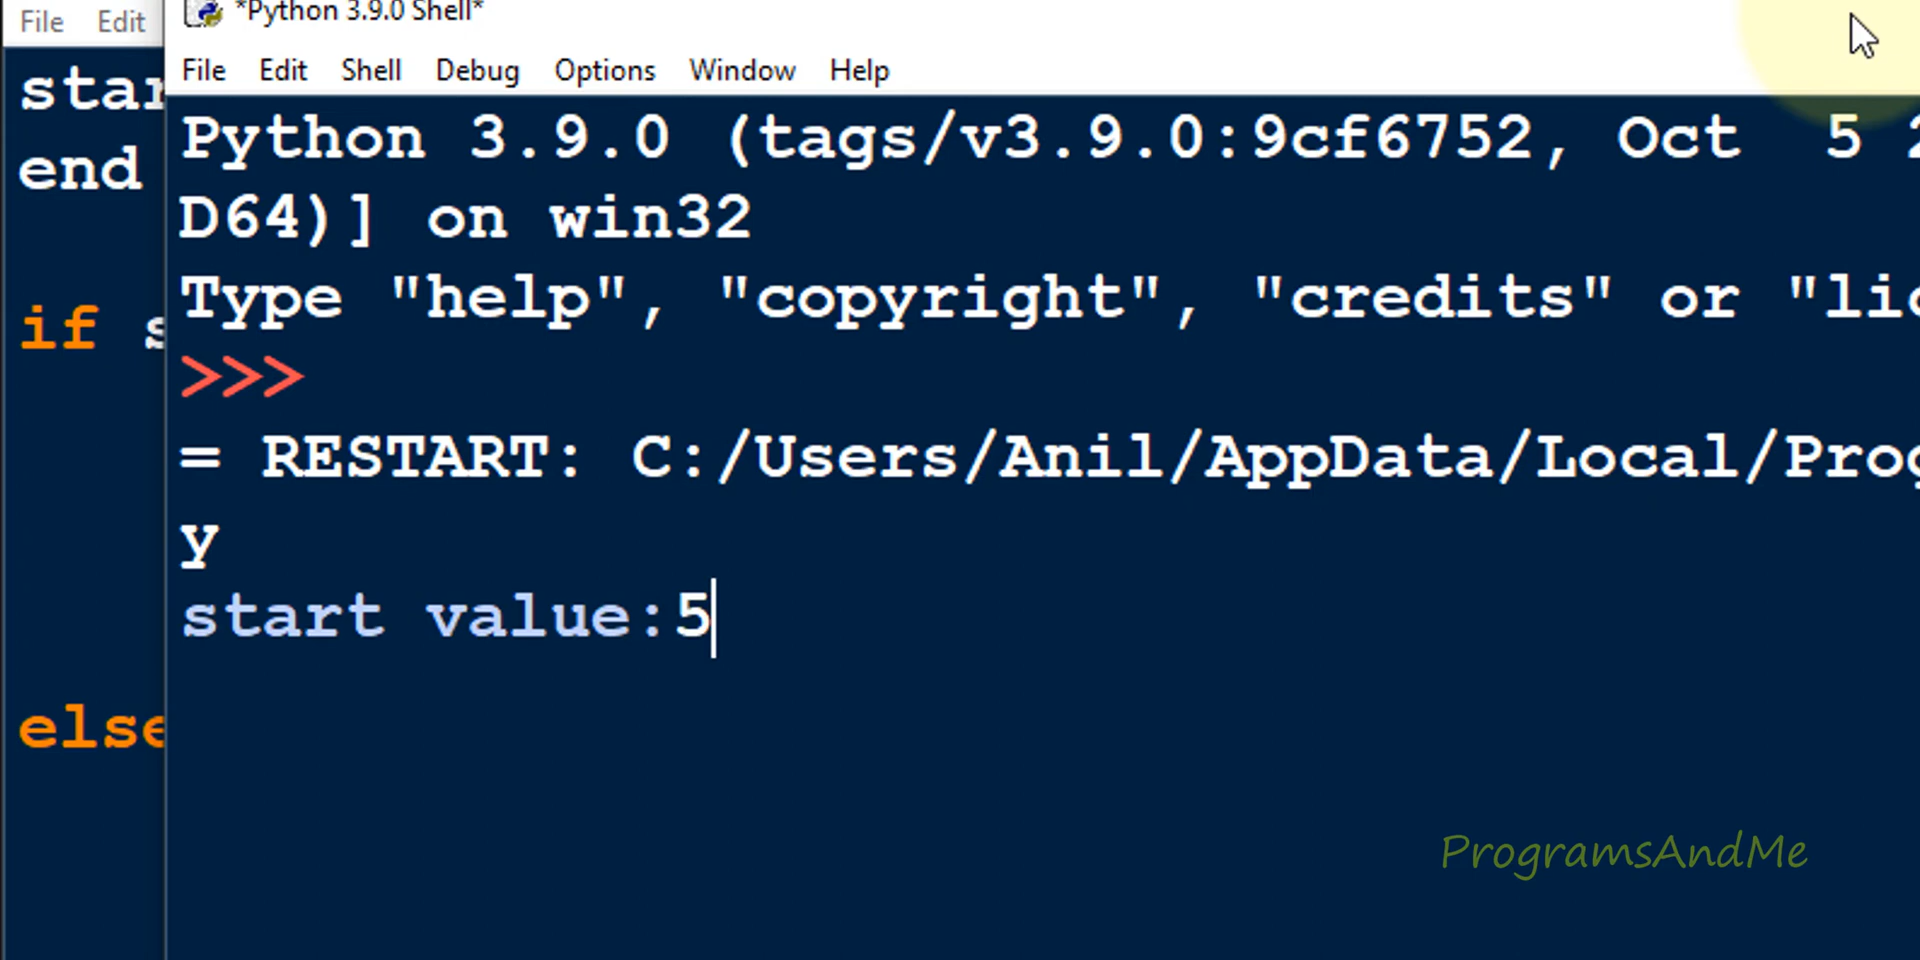 File Edit
*Python 3.9.0 Shell*
File Edit Shell Debug Options Window Help
end
if
else
Python 3.9.0 (tags/v3.9.0:9cf6752, Oct 5
D64)] on win32
Type "help", "copyright", "credits" or
>>>
= RESTART: C:/Users/Anil/AppData/Local/
y
start value:5
ProgramsAndMe